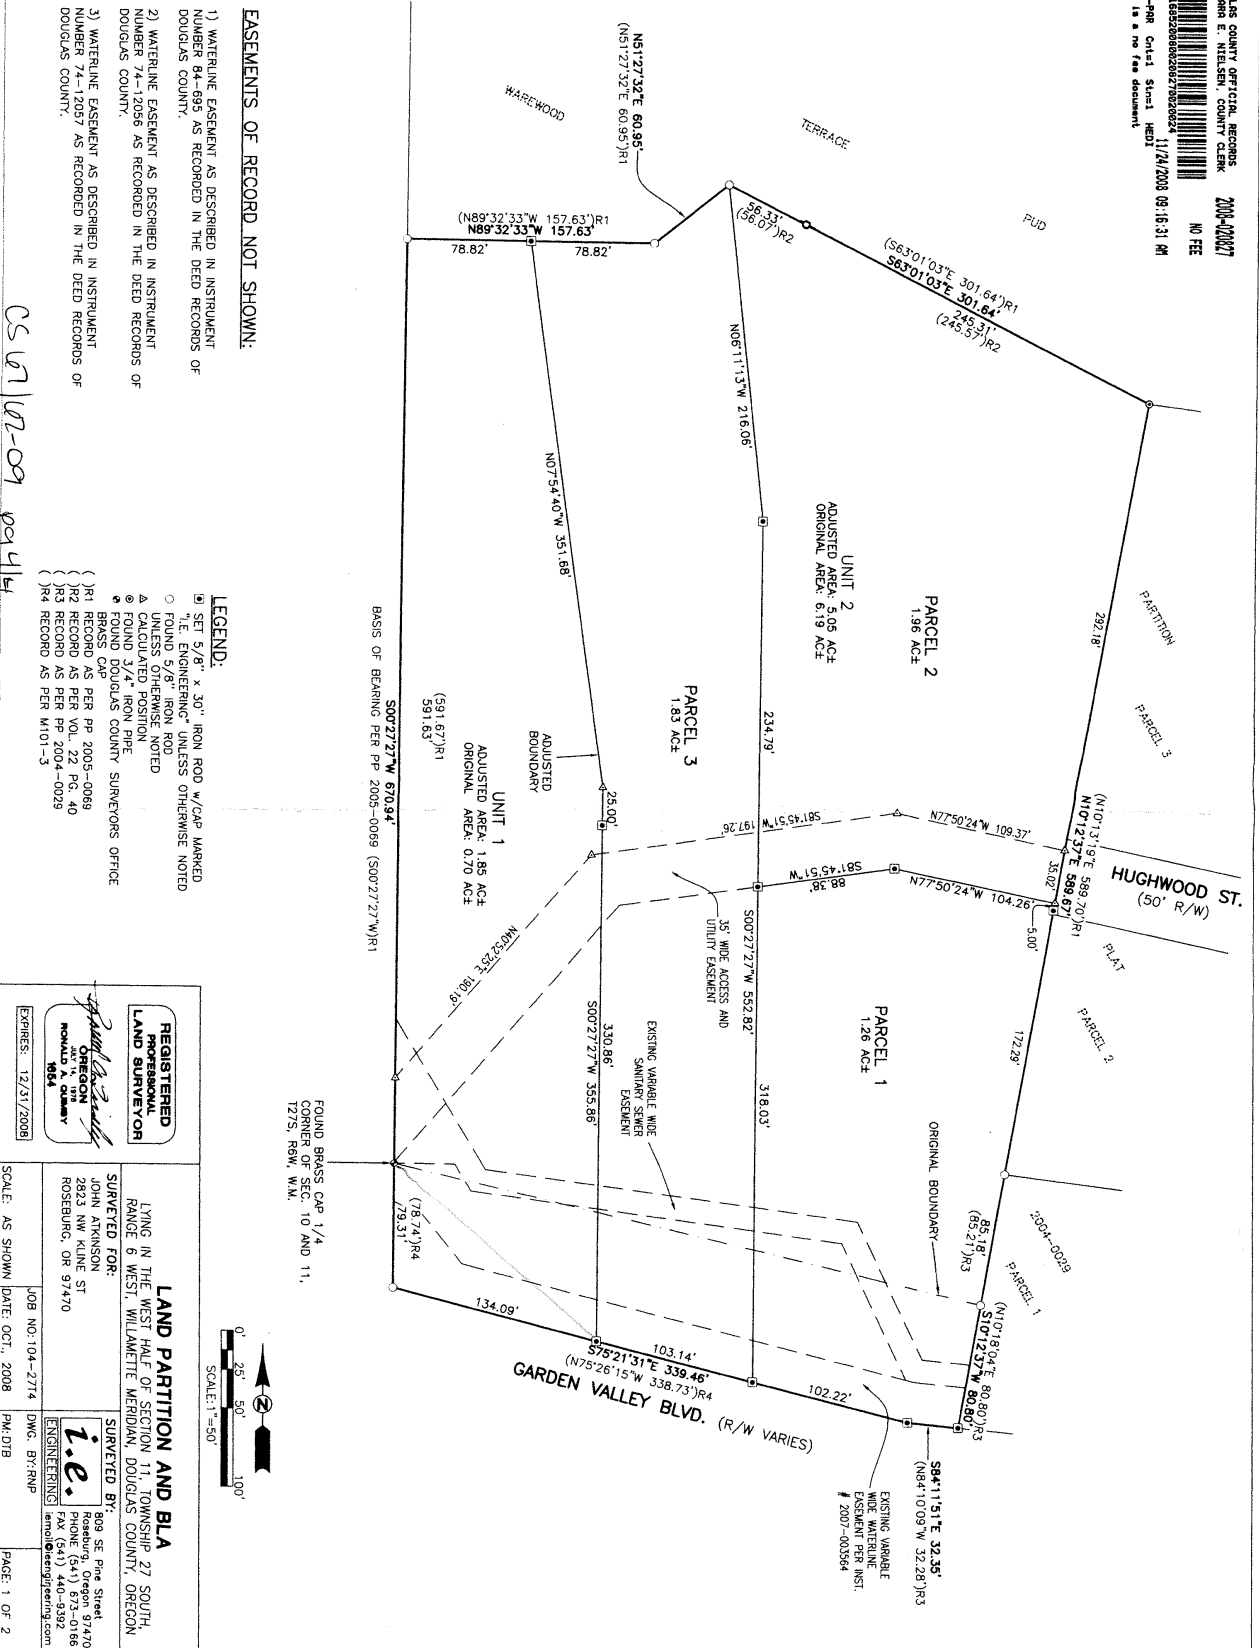 LAS COUNTY OFFICIAL RECORDS
ARA E. NIELSEN, COUNTY CLERK
2008-020827
NO FEE
11/24/2008 09:16:31 AM
-PAR Cnt=1 Stn=1 HEDI
is a no fee document
WAREWOOD
TERRACE
PUD
PARTITION
PARCEL 3
PLAT
PARCEL 2
2004-0029
PARCEL 1
N51°27'32"E 60.95'
(N51°27'32"E 60.95')R1
(N89°32'33"W 157.63')R1
N89°32'33"W 157.63'
78.82'
78.82'
56.33'
(56.07')R2
(S63°01'03"E 301.64')R1
S63°01'03"E 301.64'
245.31'
(245.57')R2
N06°11'13"W 216.06'
N07°54'40"W 351.68'
UNIT 2
ADJUSTED AREA: 5.05 AC±
ORIGINAL AREA: 6.19 AC±
PARCEL 2
1.96 AC±
292.18'
PARCEL 3
1.83 AC±
234.79'
ADJUSTED
BOUNDARY
25.00'
UNIT 1
ADJUSTED AREA: 1.85 AC±
ORIGINAL AREA: 0.70 AC±
(591.67')R1
591.63'
S00°27'27"W 670.94'
BASIS OF BEARING PER PP 2005-0069 (S00°27'27"W)R1
(N10°13'19"E 589.70')R1
N10°12'37"E 589.67'
HUGHWOOD ST.
(50' R/W)
35.02'
5.00'
N77°50'24"W 109.37'
N77°50'24"W 104.26'
S81°45'51"W 197.26'
S81°45'51"W
88.38'
35' WIDE ACCESS AND
UTILITY EASEMENT
N40°52'25"E 190.19'
S00°27'27"W 552.82'
318.03'
330.86'
S00°27'27"W 355.86'
EXISTING VARIABLE WIDE
SANITARY SEWER
EASEMENT
PARCEL 1
1.26 AC±
172.29'
ORIGINAL BOUNDARY
85.18'
(85.21')R3
(N10°18'04"E 80.80')R3
S10°12'37"W 80.80'
FOUND BRASS CAP 1/4
CORNER OF SEC. 10 AND 11,
T27S, R6W, W.M.
(78.74')R4
79.31'
134.09'
103.14'
S75°21'31"E 339.46'
(N75°26'15"W 338.73')R4
102.22'
GARDEN VALLEY BLVD. (R/W VARIES)
S84°11'51"E 32.35'
(N84°10'09"W 32.28')R3
EXISTING VARIABLE
WIDE WATERLINE
EASEMENT PER INST.
# 2007-003564
EASEMENTS OF RECORD NOT SHOWN:
1) WATERLINE EASEMENT AS DESCRIBED IN INSTRUMENT
NUMBER 84-695 AS RECORDED IN THE DEED RECORDS OF
DOUGLAS COUNTY.
2) WATERLINE EASEMENT AS DESCRIBED IN INSTRUMENT
NUMBER 74-12056 AS RECORDED IN THE DEED RECORDS OF
DOUGLAS COUNTY.
3) WATERLINE EASEMENT AS DESCRIBED IN INSTRUMENT
NUMBER 74-12057 AS RECORDED IN THE DEED RECORDS OF
DOUGLAS COUNTY.
LEGEND:
SET 5/8" x 30" IRON ROD w/CAP MARKED
"I.E. ENGINEERING" UNLESS OTHERWISE NOTED
FOUND 5/8" IRON ROD
UNLESS OTHERWISE NOTED
CALCULATED POSITION
FOUND 3/4" IRON PIPE
FOUND DOUGLAS COUNTY SURVEYORS OFFICE
BRASS CAP
( )R1 RECORD AS PER PP 2005-0069
( )R2 RECORD AS PER VOL. 22 PG. 40
( )R3 RECORD AS PER PP 2004-0029
( )R4 RECORD AS PER M101-3
0' 25' 50' 100'
SCALE:1"=50'
REGISTERED
PROFESSIONAL
LAND SURVEYOR
OREGON
JULY 14, 1978
RONALD A. QUIMBY
1654
EXPIRES: 12/31/2008
LAND PARTITION AND BLA
LYING IN THE WEST HALF OF SECTION 11, TOWNSHIP 27 SOUTH,
RANGE 6 WEST, WILLAMETTE MERIDIAN, DOUGLAS COUNTY, OREGON
SURVEYED FOR:
JOHN ATKINSON
2823 NW KLINE ST
ROSEBURG, OR 97470
SURVEYED BY:
i.e.
ENGINEERING
809 SE Pine Street
Roseburg, Oregon 97470
PHONE (541) 673-0166
FAX (541) 440-9392
iemail@ieengineering.com
JOB NO:104-27T4
DWG. BY:RNP
SCALE: AS SHOWN
DATE: OCT., 2008
PM:DTB
PAGE: 1 OF 2